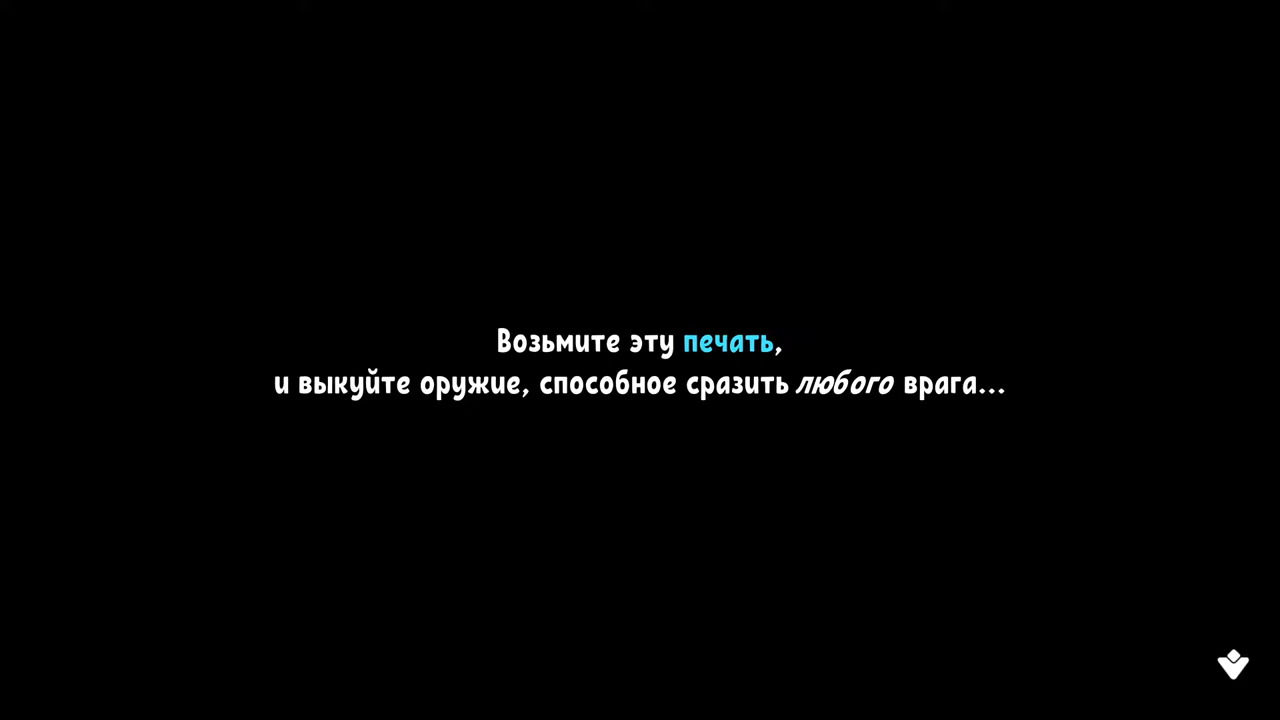 Возьмите эту печать,
и выкуйте оружие, способное сразить любого врага...